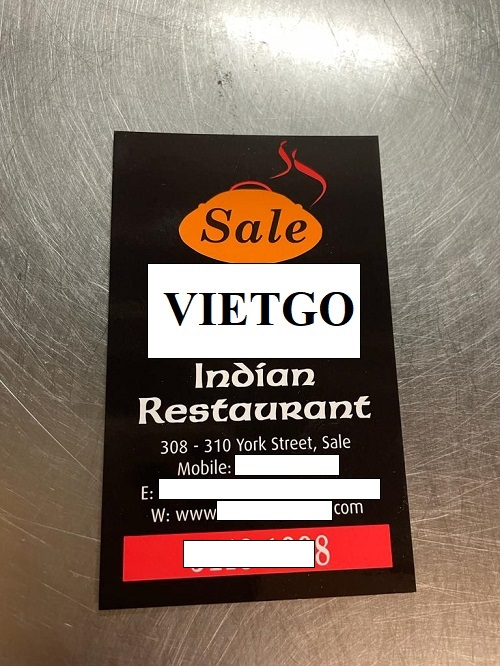 Sale
VIETGO
Indian
Restaurant
308 - 310 York Street, Sale
Mobile:
E:
W: www com